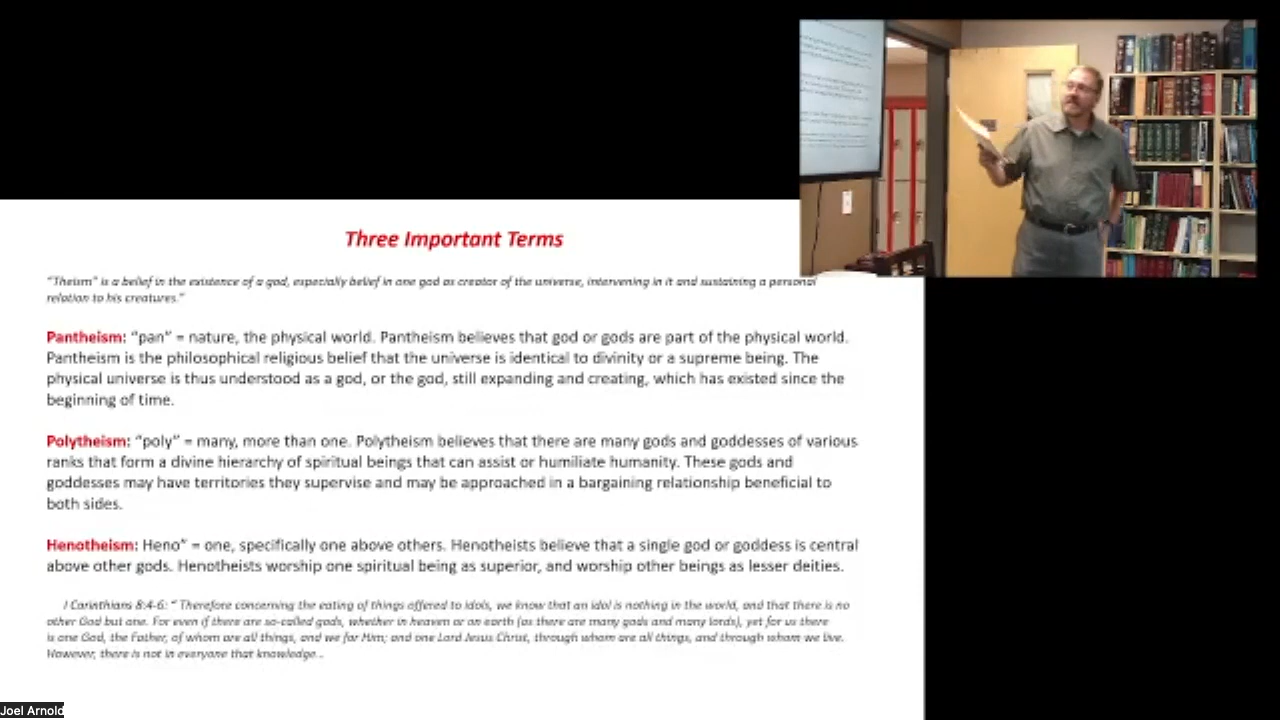 Three Important Terms
"Theism" is a belief in the existence of a god, especially belief in one god as creator of the universe, intervening in it and sustaining a personal
relation to his creatures."
Pantheism: "pan" = nature, the physical world. Pantheism believes that god or gods are part of the physical world.
Pantheism is the philosophical religious belief that the universe is identical to divinity or a supreme being. The
physical universe is thus understood as a god, or the god, still expanding and creating, which has existed since the
beginning of time.
Polytheism: "poly" = many, more than one. Polytheism believes that there are many gods and goddesses of various
ranks that form a divine hierarchy of spiritual beings that can assist or humiliate humanity. These gods and
goddesses may have territories they supervise and may be approached in a bargaining relationship beneficial to
both sides.
Henotheism: Heno" = one, specifically one above others. Henotheists believe that a single god or goddess is central
above other gods. Henotheists worship one spiritual being as superior, and worship other beings as lesser deities.
I Corinthians 8:4-6: " Therefore concerning the eating of things offered to idols, we know that an idol is nothing in the world, and that there is no
other God but one. For even if there are so-called gods, whether in heaven or on earth (as there are many gods and many lords), yet for us there
is one God, the Father, of whom are all things, and we for Him; and one Lord Jesus Christ, through whom are all things, and through whom we live.
However, there is not in everyone that knowledge...
Joel Arnold